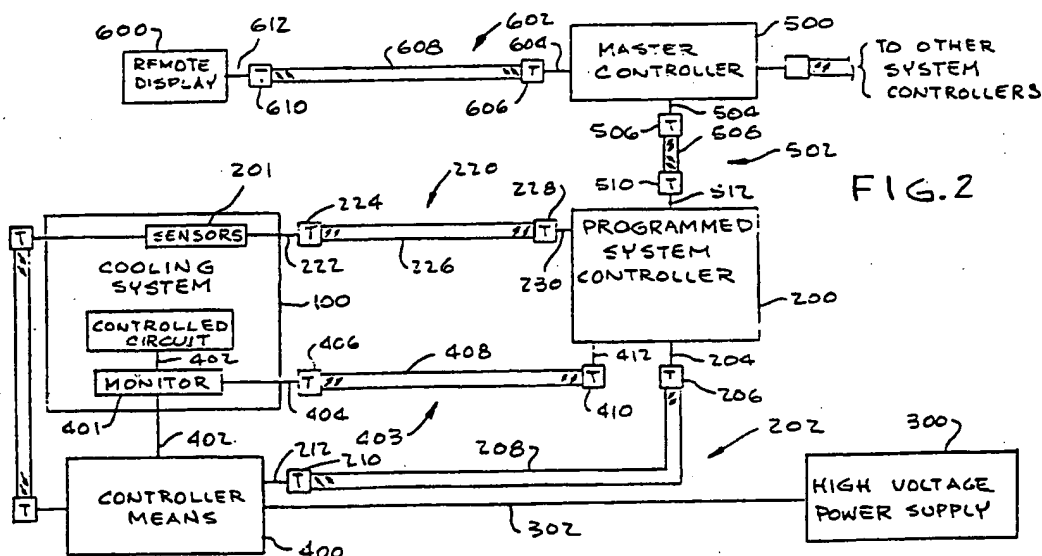 600
612
602
500
REMOTE
DISPLAY
608
604
T
MASTER
CONTROLLER
TO OTHER
SYSTEM
CONTROLLERS
610
606
504
506
T
508
502
510
T
512
FIG.2
201
220
224
228
T
SENSORS
T
T
222
226
230
PROGRAMMED
SYSTEM
CONTROLLER
COOLING
SYSTEM
100
200
CONTROLLED
CIRCUIT
402
406
408
412
204
MONITOR
T
T
T
206
401
404
410
403
402
212
210
208
202
300
T
T
CONTROLLER
MEANS
HIGH VOLTAGE
POWER SUPPLY
302
400